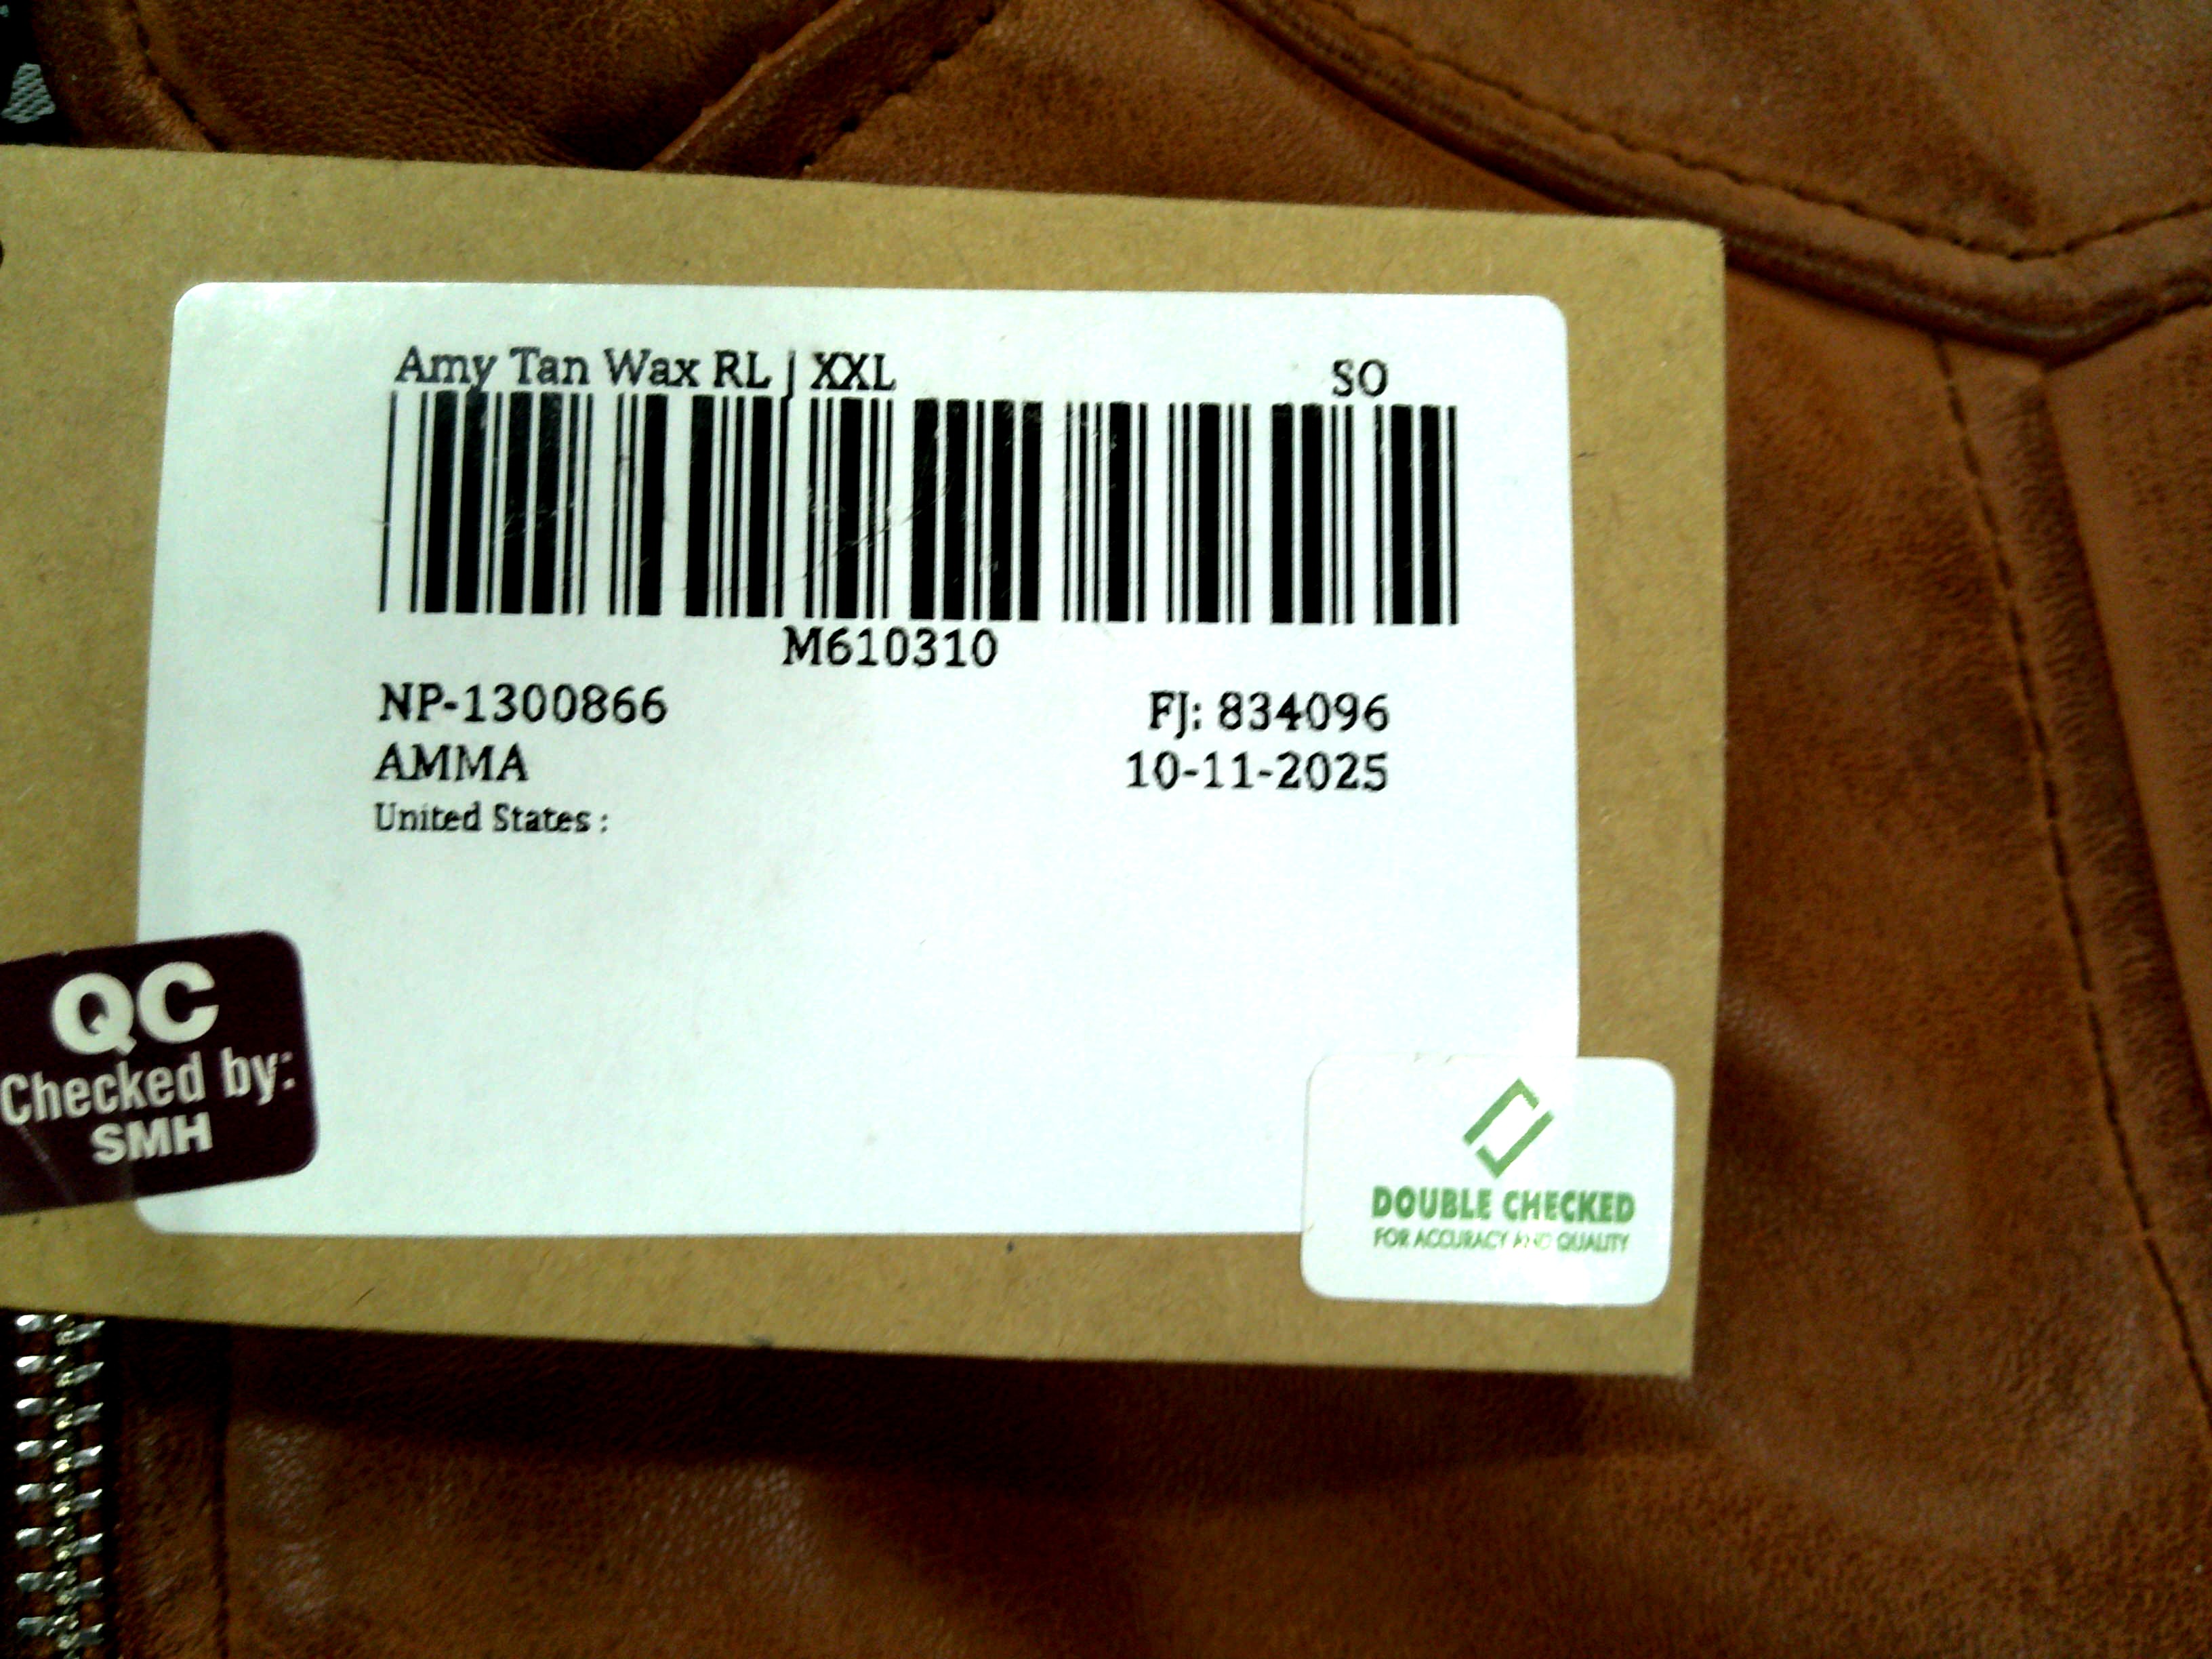 Amy Tan Wax RL | XXL SO
M610310
NP-1300866 FJ: 834096
AMMA 10-11-2025
United States :
QC
Checked by:
SMH
DOUBLE CHECKED
FOR ACCURACY AND QUALITY